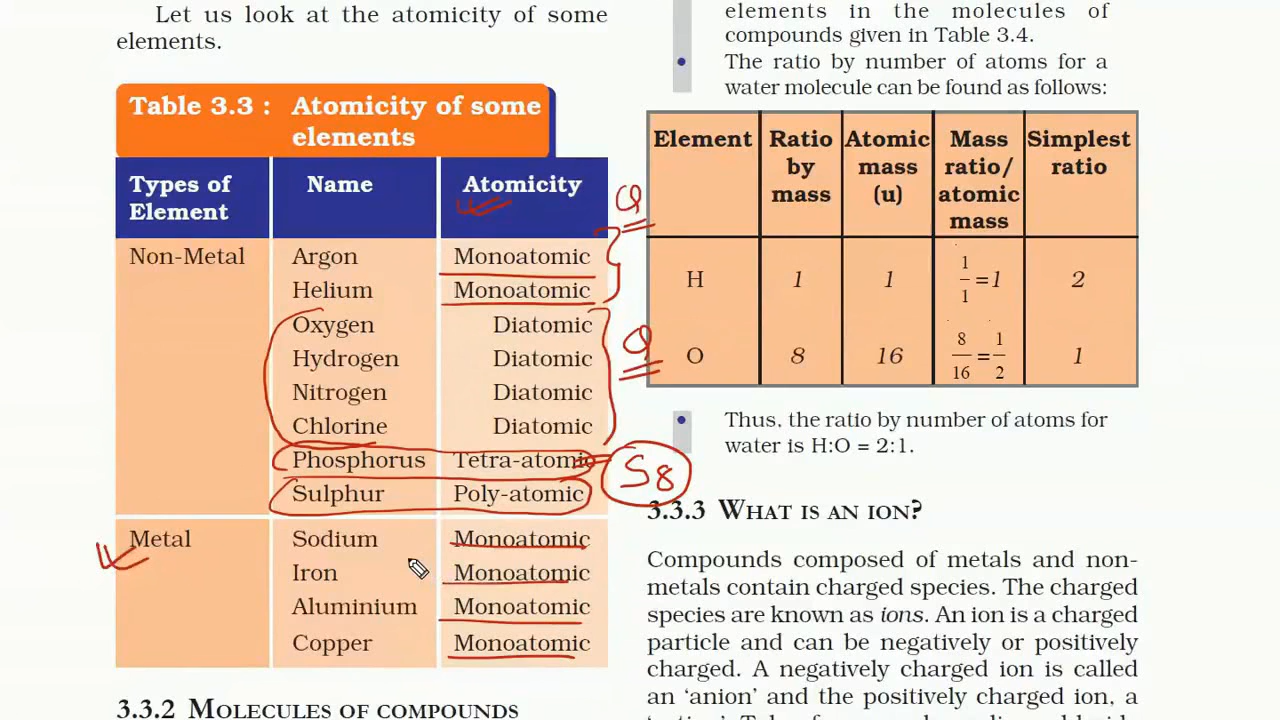 Let us look at the atomicity of some
elements.
Table 3.3 : Atomicity of some
elements
Types of
Element
Name
Atomicity
Non-Metal
Argon Monoatomic
Helium Monoatomic
Oxygen Diatomic
Hydrogen Diatomic
Nitrogen Diatomic
Chlorine Diatomic
Phosphorus Tetra-atomic
Sulphur Poly-atomic
S8
Metal
Sodium Monoatomic
Iron Monoatomic
Aluminium Monoatomic
Copper Monoatomic
3.3.2 MOLECULES OF COMPOUNDS
elements in the molecules of
compounds given in Table 3.4.
• The ratio by number of atoms for a
water molecule can be found as follows:
Element
Ratio
by
mass
Atomic
mass
(u)
Mass
ratio/
atomic
mass
Simplest
ratio
H 1 1 1/1=1 2
O 8 16 8/16=1/2 1
• Thus, the ratio by number of atoms for
water is H:O = 2:1.
3.3.3 WHAT IS AN ION?
Compounds composed of metals and non-
metals contain charged species. The charged
species are known as ions. An ion is a charged
particle and can be negatively or positively
charged. A negatively charged ion is called
an ‘anion’ and the positively charged ion, a